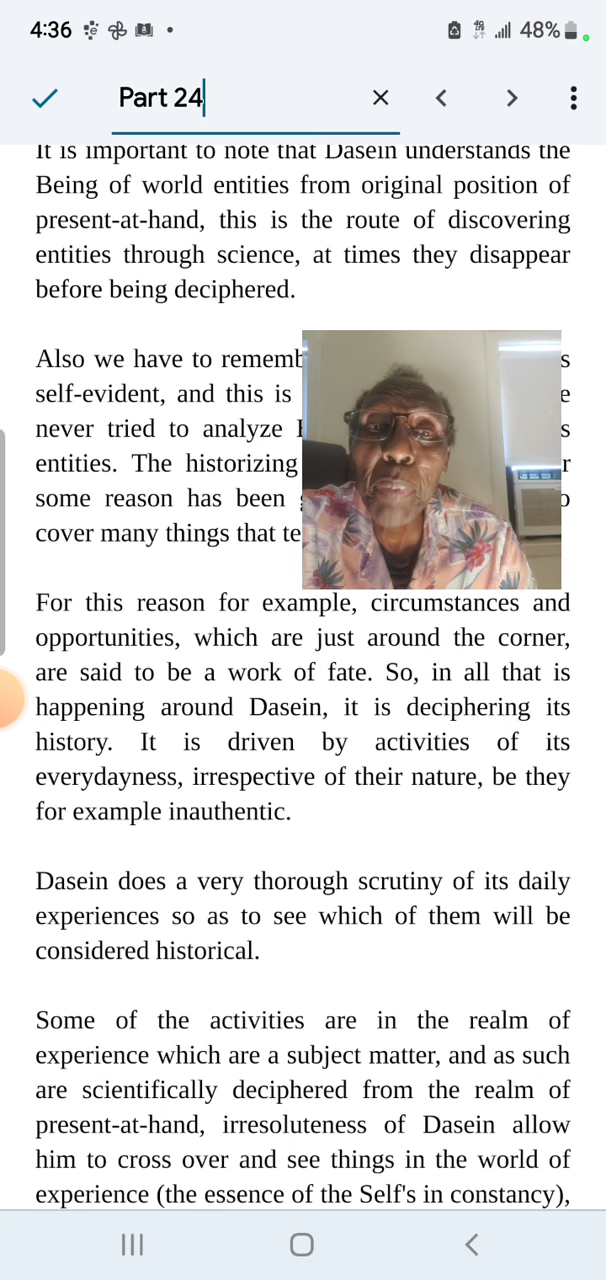 4:36
48%
Part 24
It is important to note that Dasein understands the
Being of world entities from original position of
present-at-hand, this is the route of discovering
entities through science, at times they disappear
before being deciphered.
Also we have to
self-evident, and this is
never tried to analyze
entities. The historizing
some reason has been
cover many things that
For this reason for example, circumstances and
opportunities, which are just around the corner,
are said to be a work of fate. So, in all that is
happening around Dasein, it is deciphering its
history. It is driven by activities of its
everydayness, irrespective of their nature, be they
for example inauthentic.
Dasein does a very thorough scrutiny of its daily
experiences so as to see which of them will be
considered historical.
Some of the activities are in the realm of
experience which are a subject matter, and as such
are scientifically deciphered from the realm of
present-at-hand, irresoluteness of Dasein allow
him to cross over and see things in the world of
experience (the essence of the Self's in constancy),